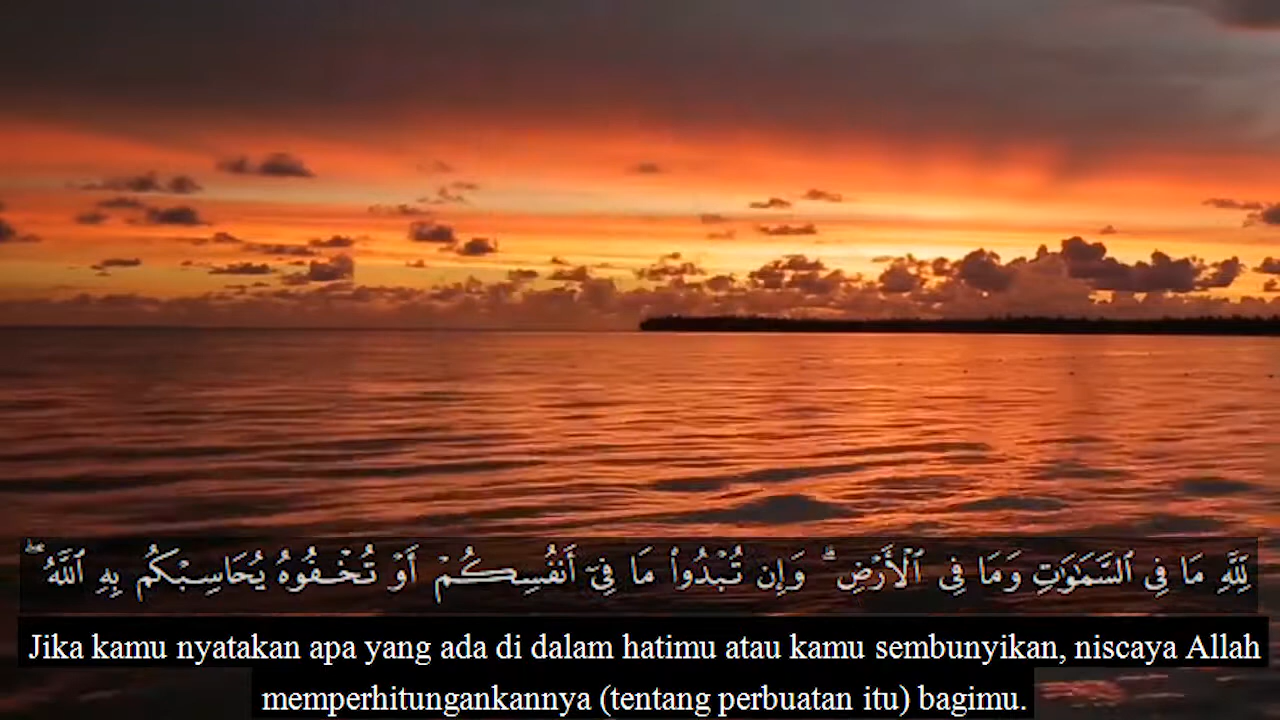 لِّلَّهِ مَا فِى ٱلسَّمَٰوَٰتِ وَمَا فِى ٱلْأَرْضِ ۗ وَإِن تُبْدُوا۟ مَا فِىٓ أَنفُسِكُمْ أَوْ تُخْفُوهُ يُحَاسِبْكُم بِهِ ٱللَّهُ ۖ
Jika kamu nyatakan apa yang ada di dalam hatimu atau kamu sembunyikan, niscaya Allah
memperhitungankannya (tentang perbuatan itu) bagimu.